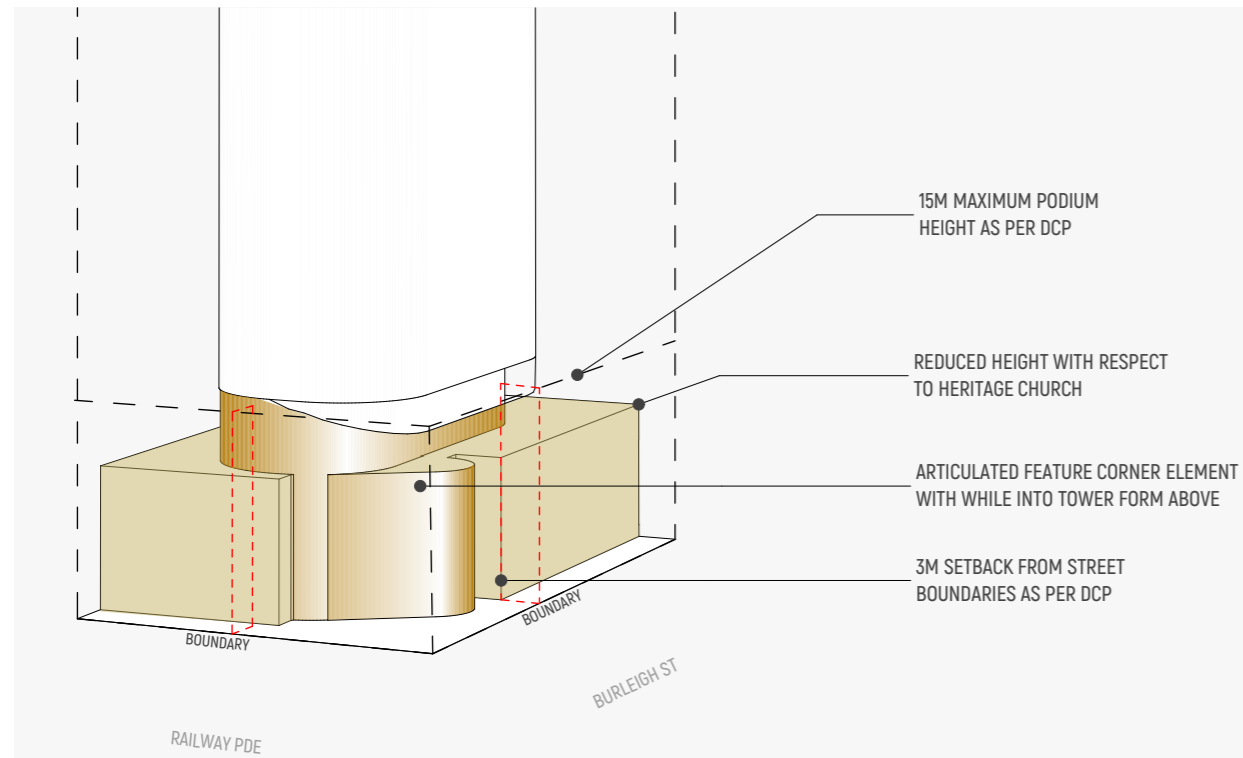 15M MAXIMUM PODIUM
HEIGHT AS PER DCP
REDUCED HEIGHT WITH RESPECT
TO HERITAGE CHURCH
ARTICULATED FEATURE CORNER ELEMENT
WITH WHILE INTO TOWER FORM ABOVE
3M SETBACK FROM STREET
BOUNDARIES AS PER DCP
BOUNDARY
BOUNDARY
BURLEIGH ST
RAILWAY PDE